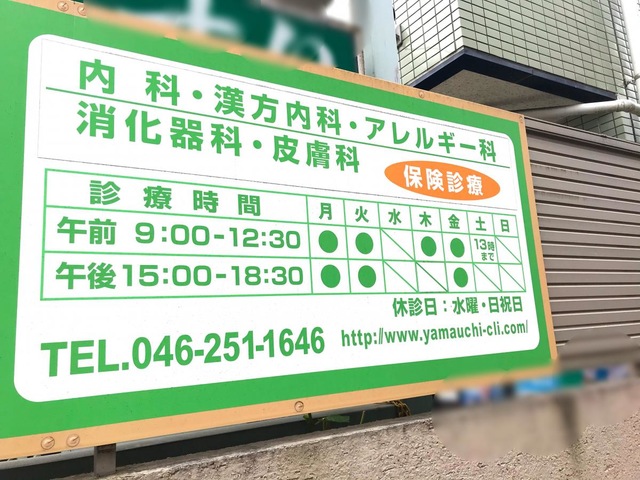 内科・漢方内科・アレルギー科
消化器科・皮膚科
保険診療
診療時間 月 火 水 木 金 土 日
午前 9:00-12:30 ● ● ＼ ● ● 13時まで ＼
午後 15:00-18:30 ● ● ＼ ＼ ● ＼ ＼
休診日：水曜・日祝日
TEL.046-251-1646 http://www.yamauchi-cli.com/